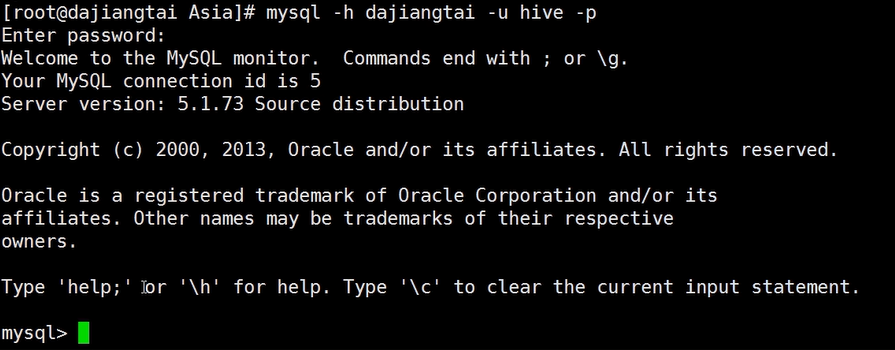 [root@dajiangtai Asia]# mysql -h dajiangtai -u hive -p
Enter password:
Welcome to the MySQL monitor.  Commands end with ; or \g.
Your MySQL connection id is 5
Server version: 5.1.73 Source distribution

Copyright (c) 2000, 2013, Oracle and/or its affiliates. All rights reserved.

Oracle is a registered trademark of Oracle Corporation and/or its
affiliates. Other names may be trademarks of their respective
owners.

Type 'help;' or '\h' for help. Type '\c' to clear the current input statement.

mysql>